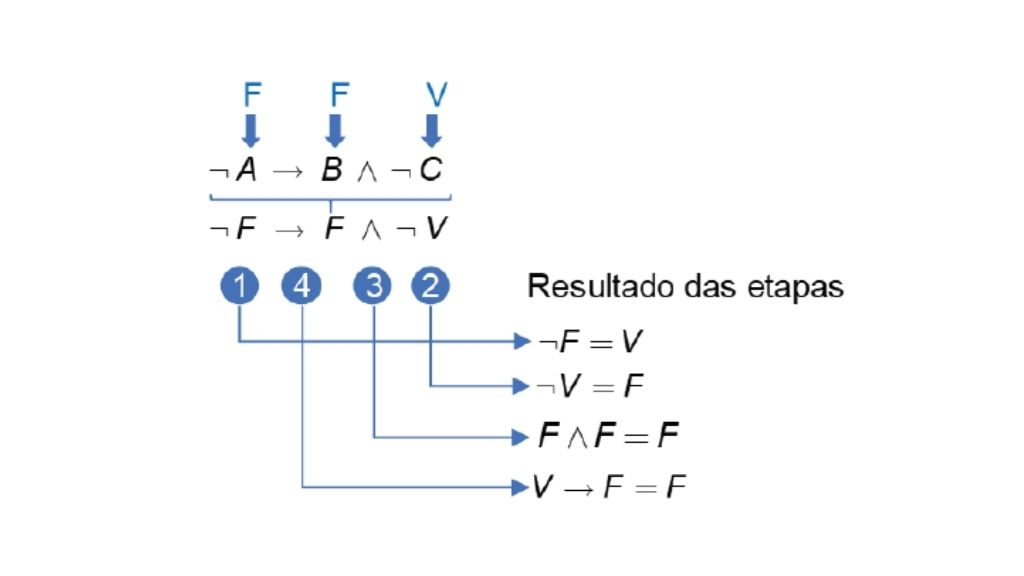 F F V
¬A → B ∧ ¬C
¬F → F ∧ ¬V
1 4 3 2 Resultado das etapas
¬F = V
¬V = F
F ∧ F = F
V → F = F